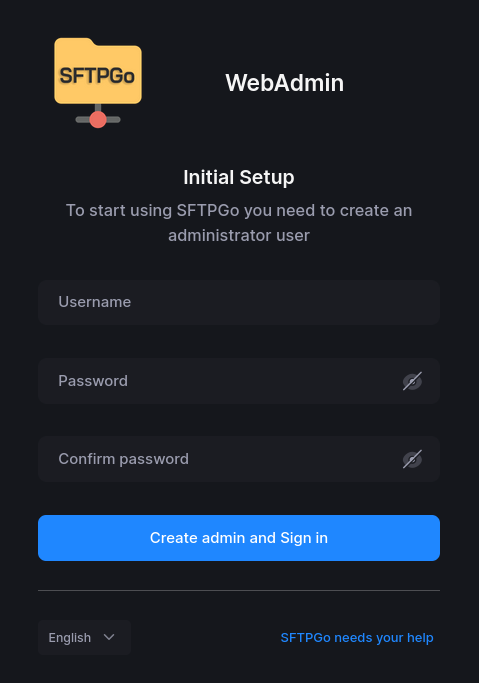 SFTPGo
WebAdmin
Initial Setup
To start using SFTPGo you need to create an
administrator user
Username
Password
Confirm password
Create admin and Sign in
English
SFTPGo needs your help